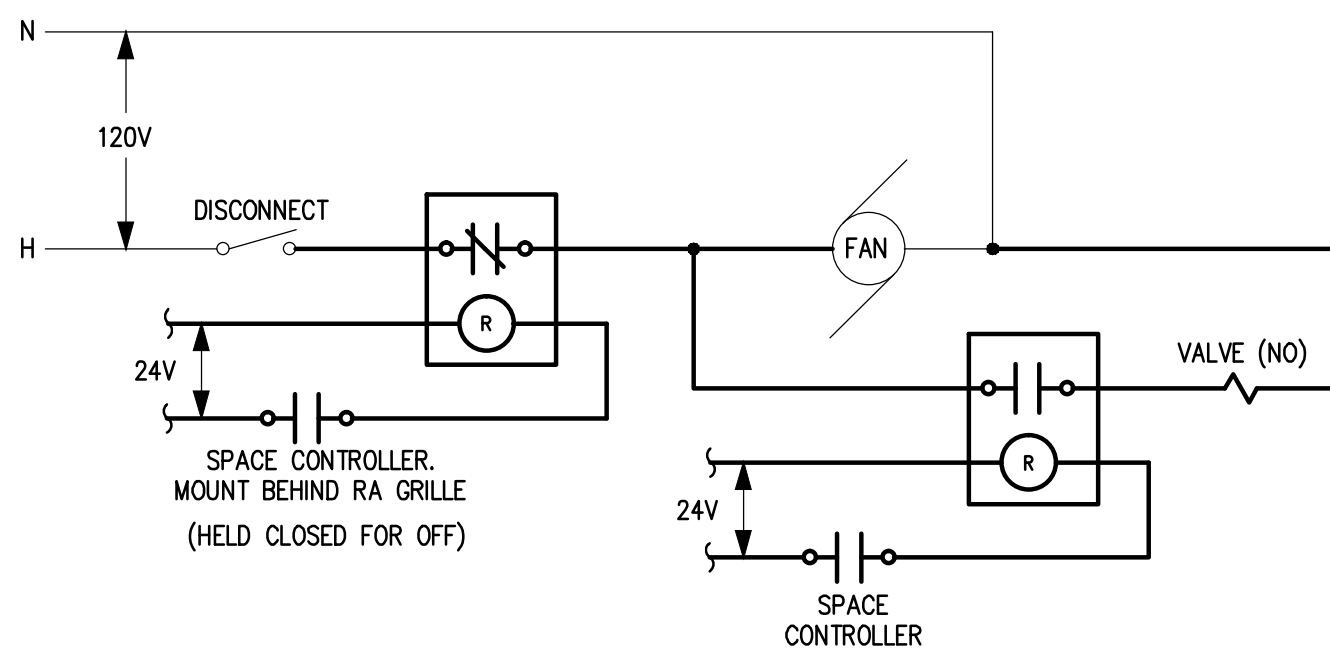 N
120V
DISCONNECT
H
FAN
R
24V
VALVE (NO)
SPACE CONTROLLER.
MOUNT BEHIND RA GRILLE
(HELD CLOSED FOR OFF)
R
24V
SPACE
CONTROLLER